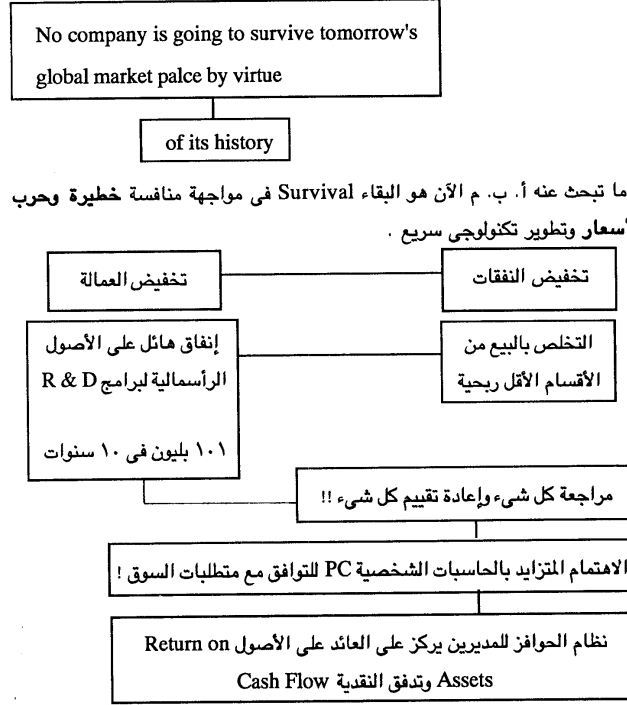 No company is going to survive tomorrow's
global market palce by virtue
of its history
ما تبحث عنه أ. ب. م الآن هو البقاء Survival فى مواجهة منافسة خطيرة وحرب
أسعار وتطوير تكنولوجى سريع .
تخفيض النفقات
تخفيض العمالة
التخلص بالبيع من
الأقسام الأقل ربحية
إنفاق هائل على الأصول
الرأسمالية لبرامج R & D
١٠١ بليون فى ١٠ سنوات
مراجعة كل شىء وإعادة تقييم كل شىء !!
الاهتمام المتزايد بالحاسبات الشخصية PC للتوافق مع متطلبات السوق !
نظام الحوافز للمديرين يركز على العائد على الأصول Return on
Assets وتدفق النقدية Cash Flow